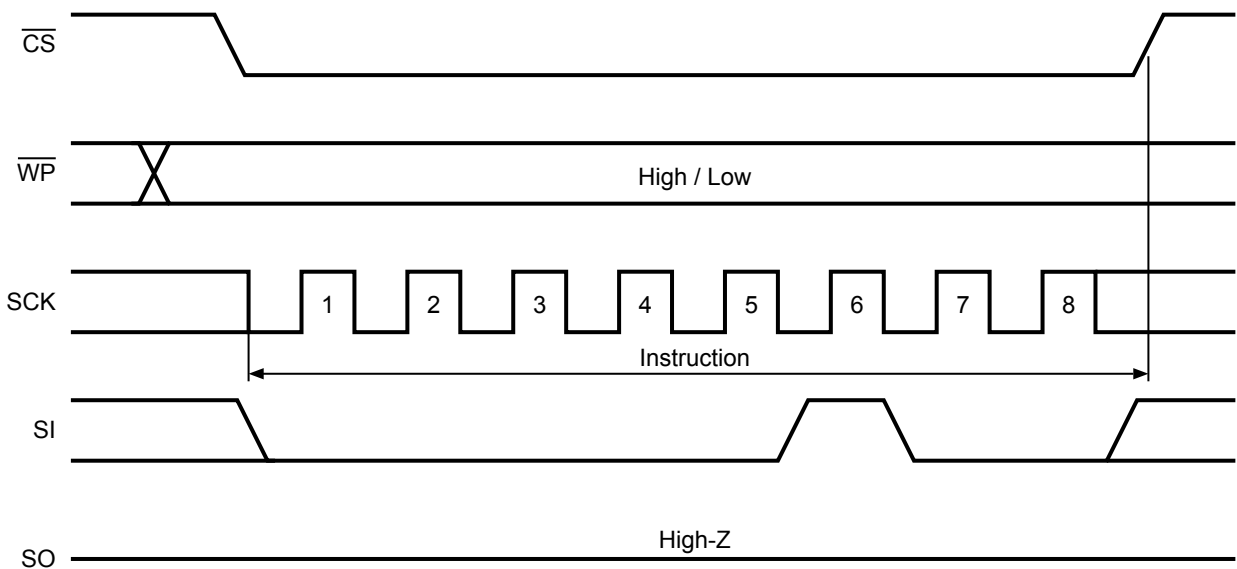 CS
WP
High / Low
SCK
1 2 3 4 5 6 7 8
Instruction
SI
High-Z
SO